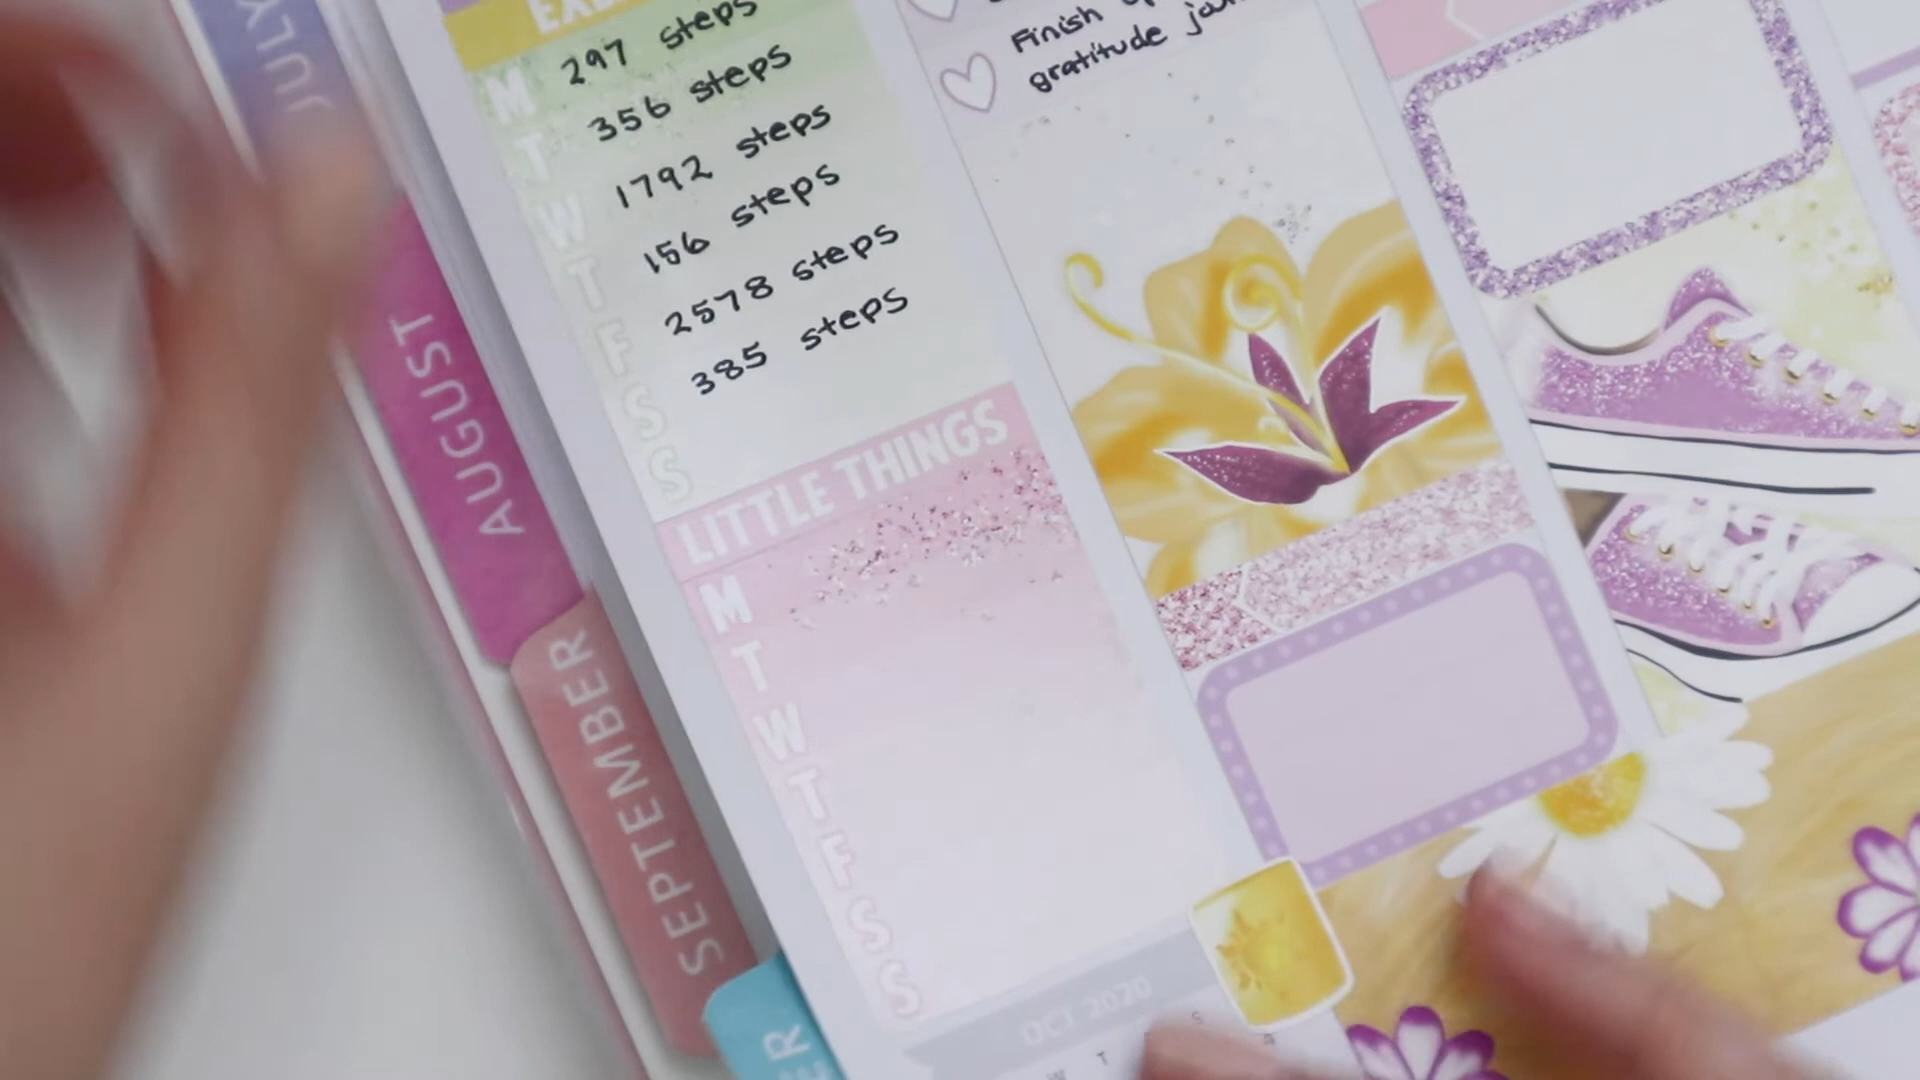 JULY
AUGUST
SEPTEMBER
297 steps
356 steps
1792 steps
156 steps
2578 steps
385 steps
M
T
W
T
F
S
S
LITTLE THINGS
M
T
W
T
F
S
S
OCT 2020
W T S
4
Finish
gratitude